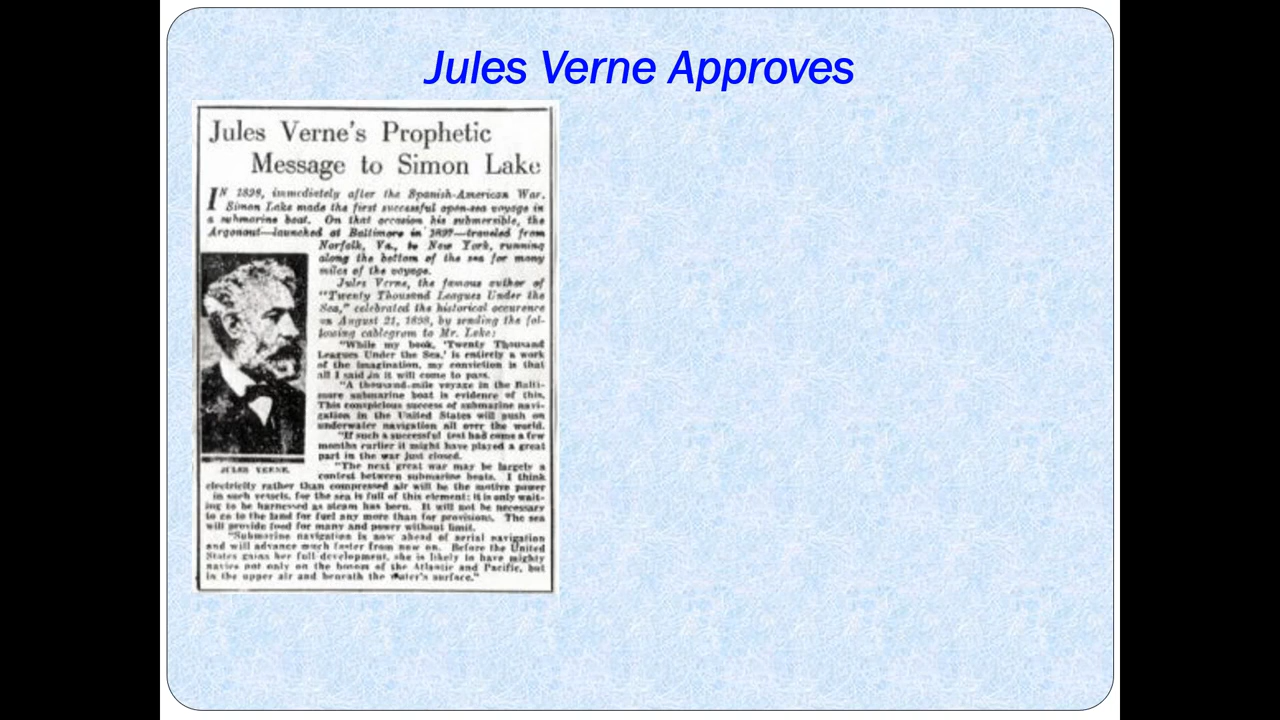 Jules Verne Approves
Jules Verne's Prophetic
Message to Simon Lake
IN 1898, immediately after the Spanish-American War,
Simon Lake made the first successful open-sea voyage in
a submarine boat. On that occasion his submersible, the
Argonaut—launched at Baltimore in 1897—traveled from
Norfolk, Va., to New York, running
along the bottom of the sea for many
miles of the voyage.
Jules Verne, the famous author of
"Twenty Thousand Leagues Under the
Sea," celebrated the historical occurence
on August 21, 1898, by sending the fol-
lowing cablegram to Mr. Lake:
"While my book, 'Twenty Thousand
Leagues Under the Sea,' is entirely a work
of the imagination, my conviction is that
all I said in it will come to pass.
"A thousand-mile voyage in the Balti-
more submarine boat is evidence of this.
This conspicious success of submarine navi-
gation in the United States will push on
underwater navigation all over the world.
"If such a successful test had come a few
months earlier it might have played a great
part in the war just closed.
JULES VERNE.
"The next great war may be largely a
contest between submarine boats. I think
electricity rather than compressed air will be the motive power
in such vessels, for the sea is full of this element; it is only wait-
ing to be harnessed as steam has been. It will not be necessary
to go to the land for fuel any more than for provisions. The sea
will provide food for many and power without limit.
"Submarine navigation is now ahead of aerial navigation
and will advance much faster from now on. Before the United
States gains her full development, she is likely to have mighty
navies not only on the bosom of the Atlantic and Pacific, but
in the upper air and beneath the water's surface."